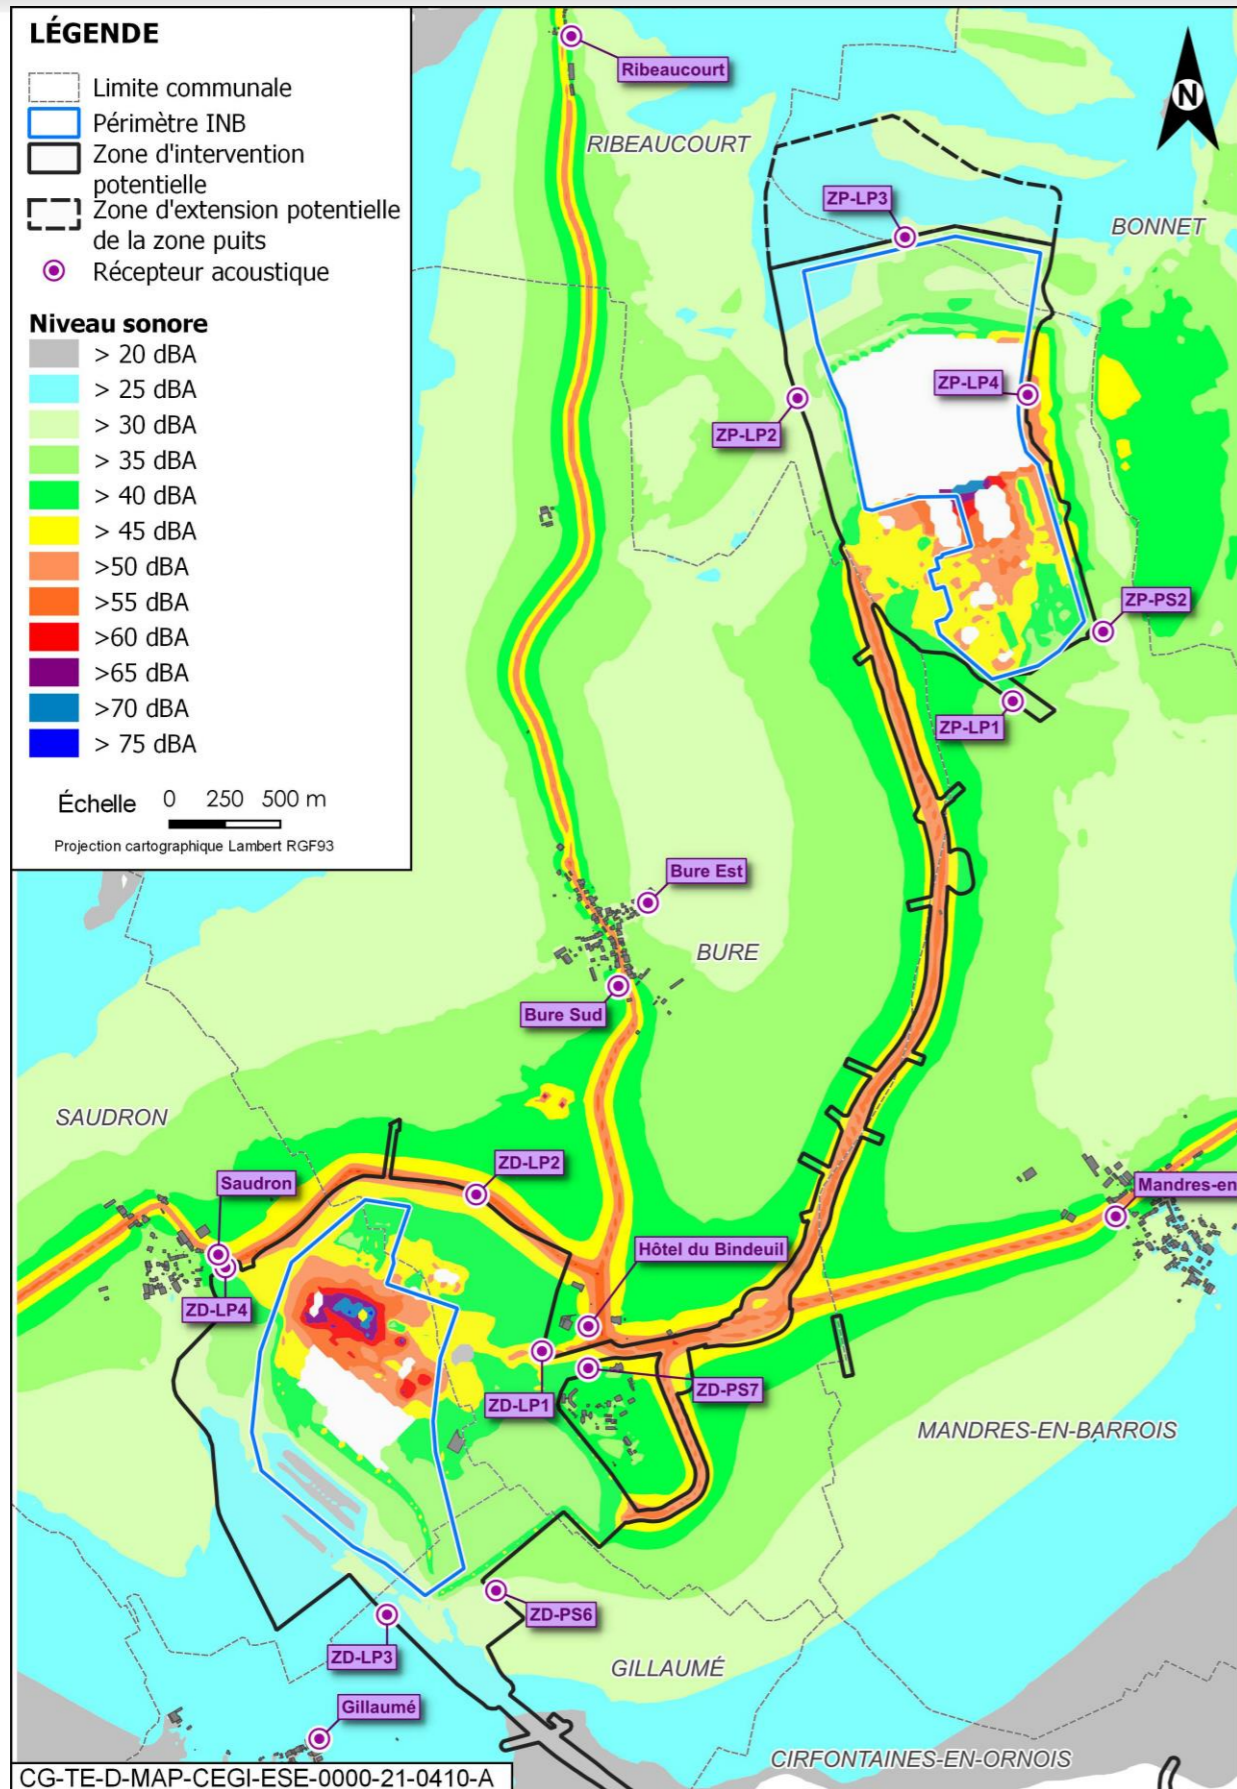 LÉGENDE
Limite communale
Périmètre INB
Zone d'intervention
potentielle
Zone d'extension potentielle
de la zone puits
Récepteur acoustique
Niveau sonore
> 20 dBA
> 25 dBA
> 30 dBA
> 35 dBA
> 40 dBA
> 45 dBA
>50 dBA
>55 dBA
>60 dBA
>65 dBA
>70 dBA
> 75 dBA
Échelle 0 250 500 m
Projection cartographique Lambert RGF93
N
Ribeaucourt
RIBEAUCOURT
ZP-LP3
BONNET
ZP-LP4
ZP-LP2
ZP-PS2
ZP-LP1
Bure Est
BURE
Bure Sud
SAUDRON
ZD-LP2
Saudron
Mandres-en
Hôtel du Bindeuil
ZD-LP4
ZD-PS7
ZD-LP1
MANDRES-EN-BARROIS
ZD-PS6
ZD-LP3
GILLAUMÉ
Gillaumé
CIRFONTAINES-EN-ORNOIS
CG-TE-D-MAP-CEGI-ESE-0000-21-0410-A